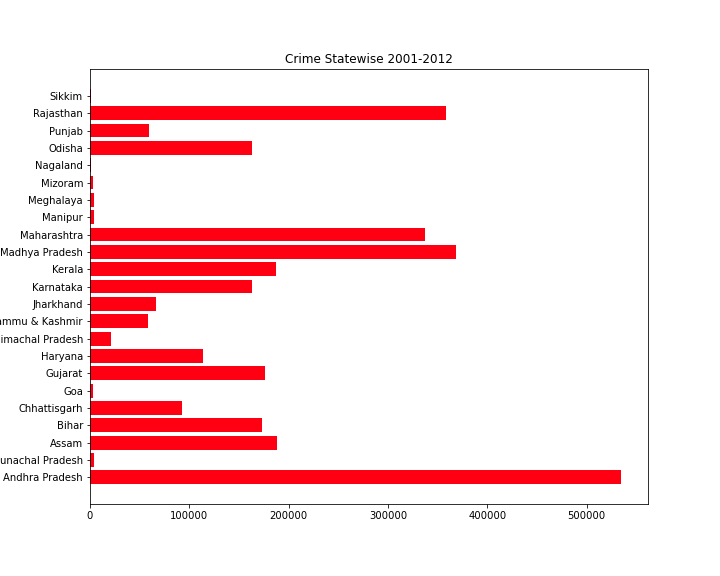 Crime Statewise 2001-2012
Sikkim
Rajasthan
Punjab
Odisha
Nagaland
Mizoram
Meghalaya
Manipur
Maharashtra
Madhya Pradesh
Kerala
Karnataka
Jharkhand
ammu & Kashmir
imachal Pradesh
Haryana
Gujarat
Goa
Chhattisgarh
Bihar
Assam
unachal Pradesh
Andhra Pradesh
0 100000 200000 300000 400000 500000